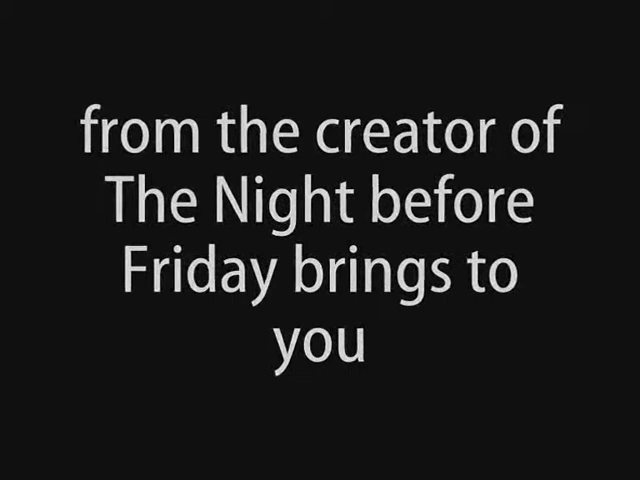 from the creator of
The Night before
Friday brings to
you